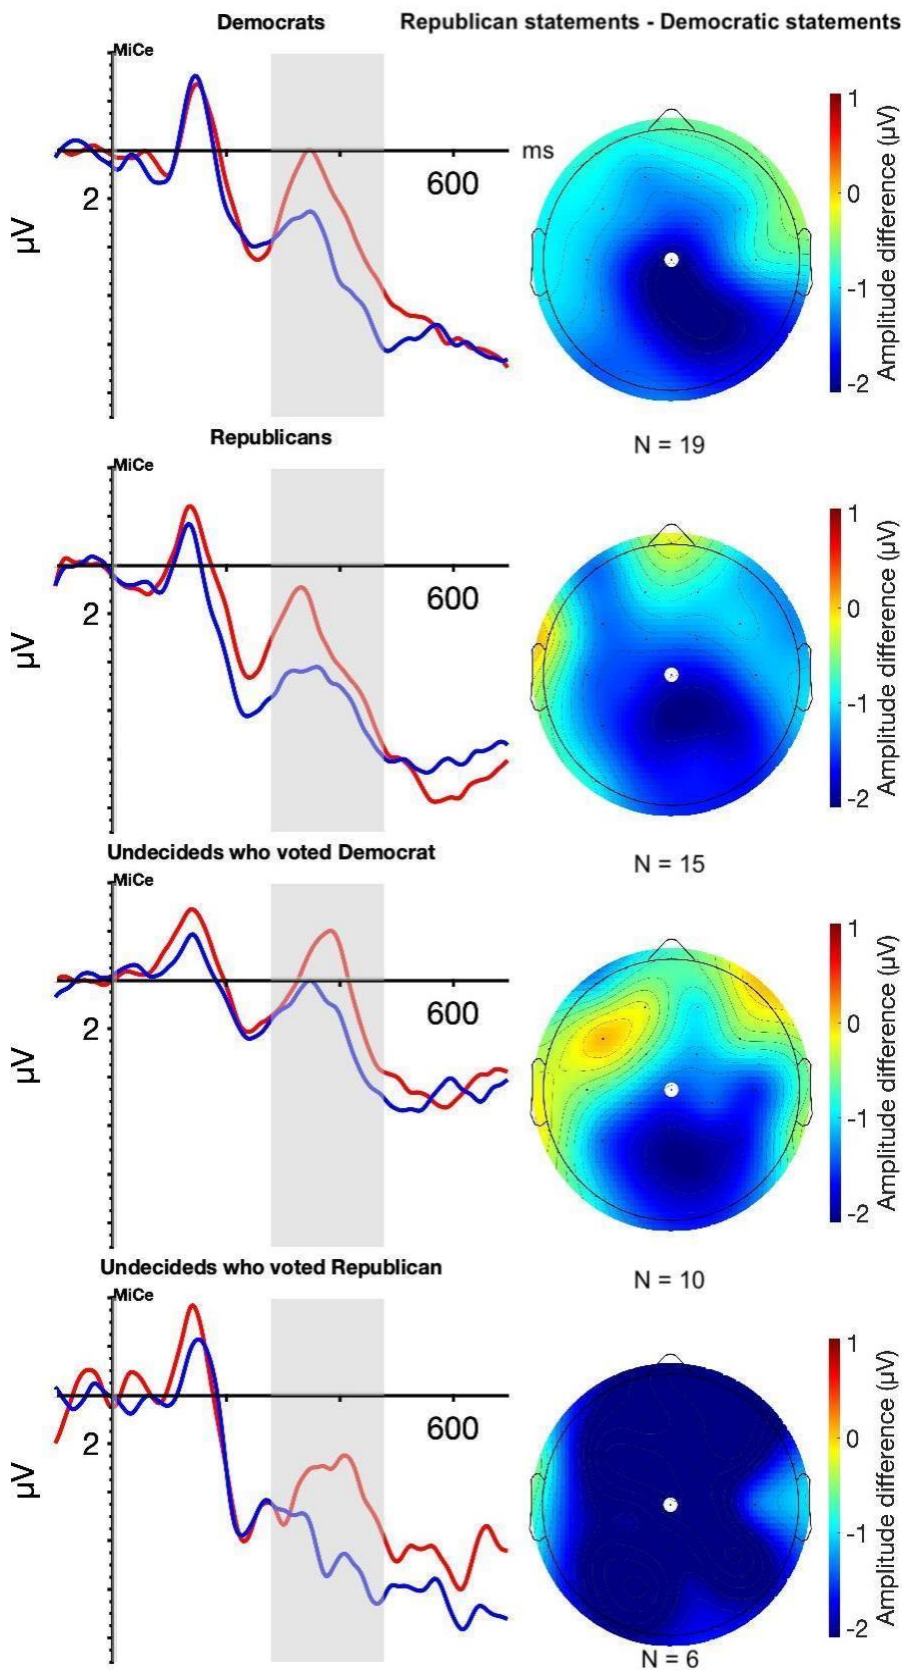 Democrats
Republican statements - Democratic statements
MiCe
ms
600
2
µV
1
0
-1
-2
Amplitude difference (µV)
N = 19
Republicans
MiCe
600
2
µV
1
0
-1
-2
Amplitude difference (µV)
N = 15
Undecideds who voted Democrat
MiCe
600
2
µV
1
0
-1
-2
Amplitude difference (µV)
N = 10
Undecideds who voted Republican
MiCe
600
2
µV
1
0
-1
-2
Amplitude difference (µV)
N = 6